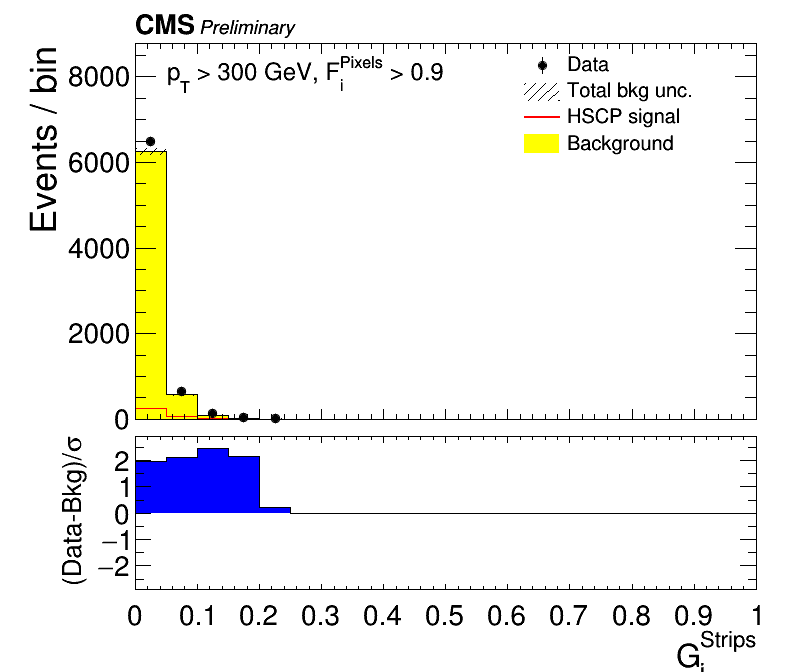 CMS Preliminary
p_T > 300 GeV, F_i^Pixels > 0.9
Data
Total bkg unc.
HSCP signal
Background
Events / bin
8000
6000
4000
2000
0
(Data-Bkg)/σ
2
1
0
−1
−2
0 0.1 0.2 0.3 0.4 0.5 0.6 0.7 0.8 0.9 1
G_i^Strips